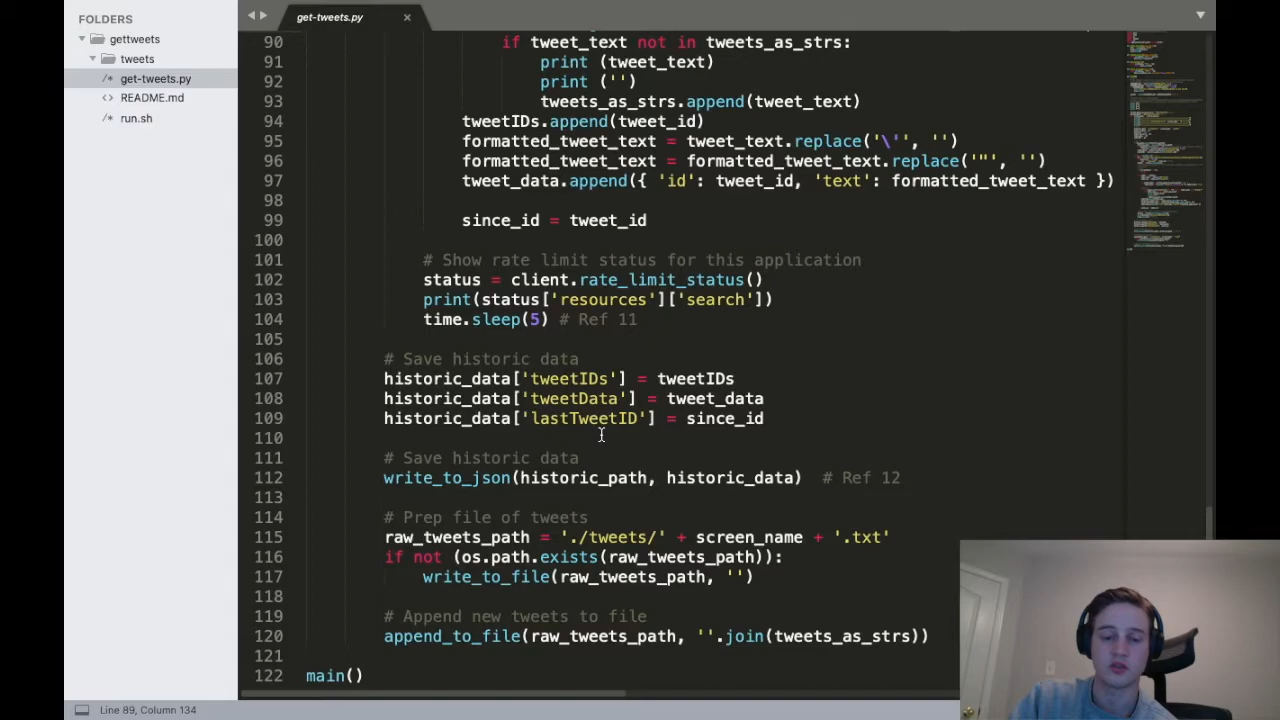 FOLDERS
gettweets
tweets
/* get-tweets.py
<> README.md
/* run.sh
get-tweets.py ×
90 if tweet_text not in tweets_as_strs:
91 print (tweet_text)
92 print ('')
93 tweets_as_strs.append(tweet_text)
94 tweetIDs.append(tweet_id)
95 formatted_tweet_text = tweet_text.replace('\'', '')
96 formatted_tweet_text = formatted_tweet_text.replace('"', '')
97 tweet_data.append({ 'id': tweet_id, 'text': formatted_tweet_text })
98
99 since_id = tweet_id
100
101 # Show rate limit status for this application
102 status = client.rate_limit_status()
103 print(status['resources']['search'])
104 time.sleep(5) # Ref 11
105
106 # Save historic data
107 historic_data['tweetIDs'] = tweetIDs
108 historic_data['tweetData'] = tweet_data
109 historic_data['lastTweetID'] = since_id
110
111 # Save historic data
112 write_to_json(historic_path, historic_data) # Ref 12
113
114 # Prep file of tweets
115 raw_tweets_path = './tweets/' + screen_name + '.txt'
116 if not (os.path.exists(raw_tweets_path)):
117 write_to_file(raw_tweets_path, '')
118
119 # Append new tweets to file
120 append_to_file(raw_tweets_path, ''.join(tweets_as_strs))
121
122 main()
Line 89, Column 134